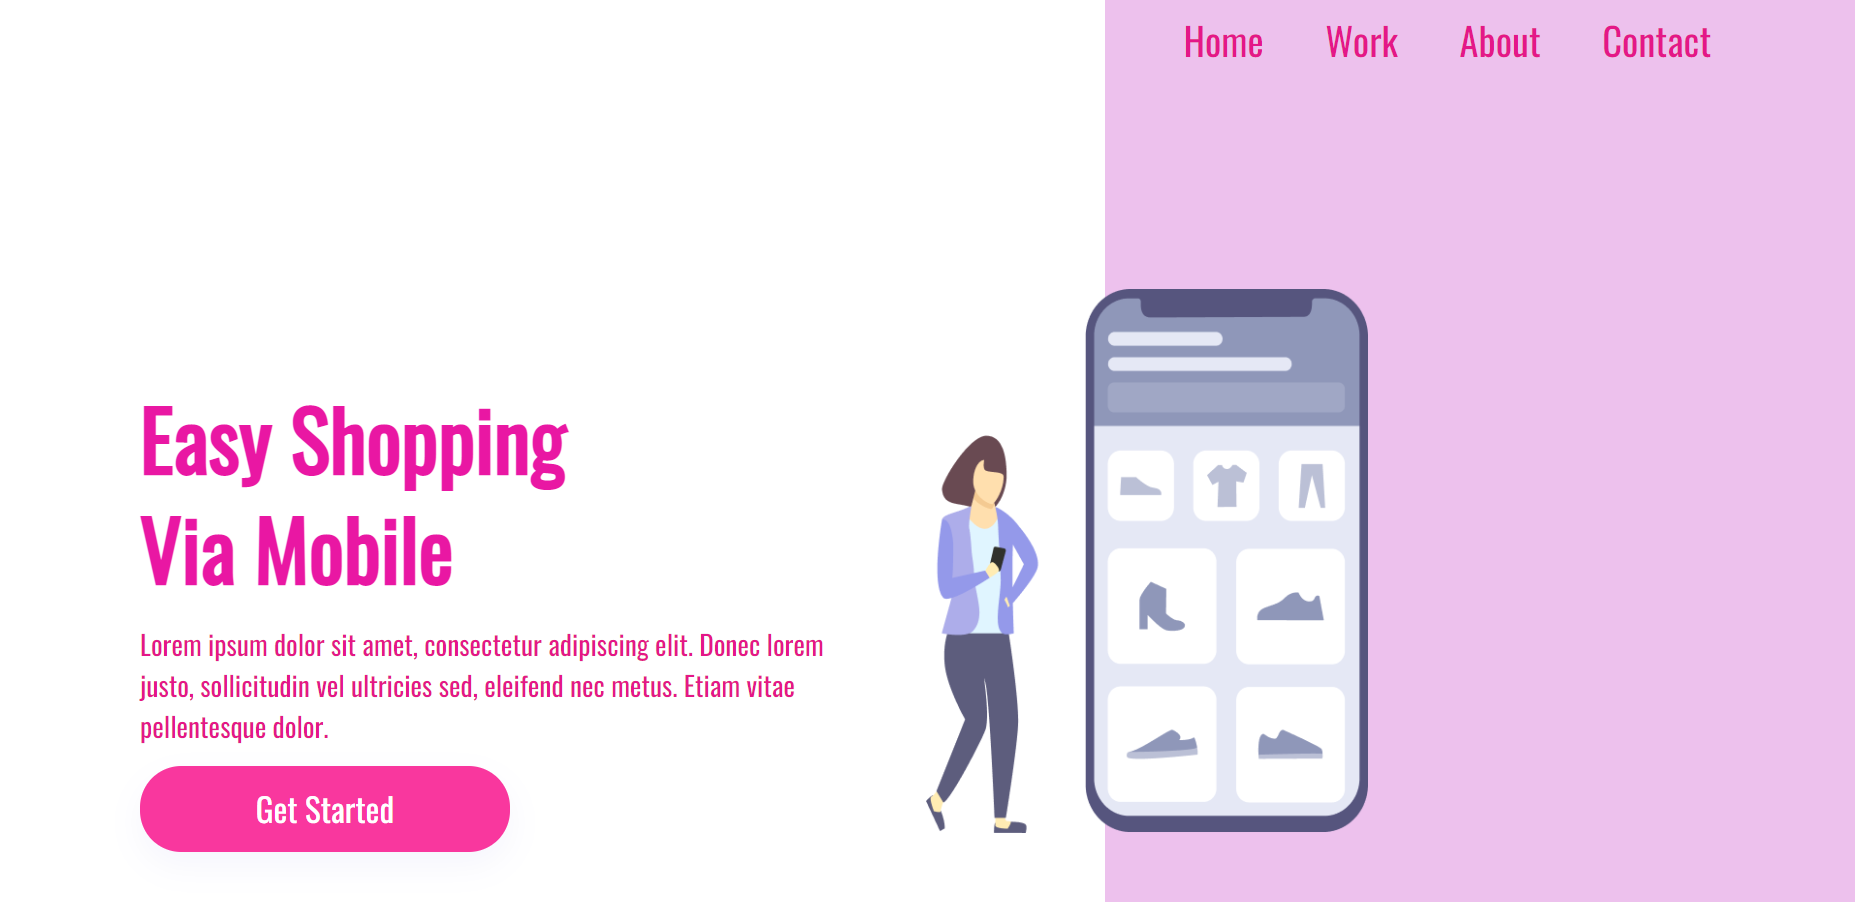 Home Work About Contact
Easy Shopping
Via Mobile
Lorem ipsum dolor sit amet, consectetur adipiscing elit. Donec lorem
justo, sollicitudin vel ultricies sed, eleifend nec metus. Etiam vitae
pellentesque dolor.
Get Started